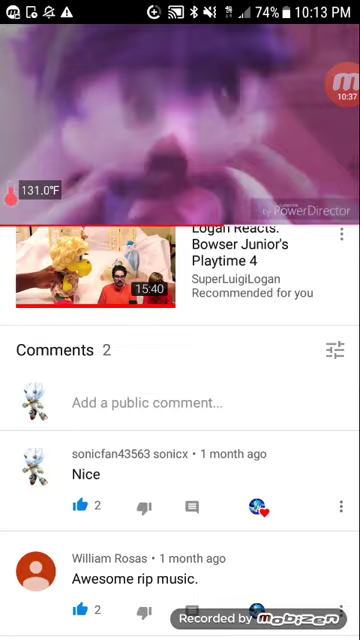 74% 10:13 PM
10:37
131.0°F
by PowerDirector
Logan Reacts:
Bowser Junior's
Playtime 4
SuperLuigiLogan
Recommended for you
15:40
Comments 2
Add a public comment...
sonicfan43563 sonicx • 1 month ago
Nice
2
William Rosas • 1 month ago
Awesome rip music.
2
Recorded by mobizen